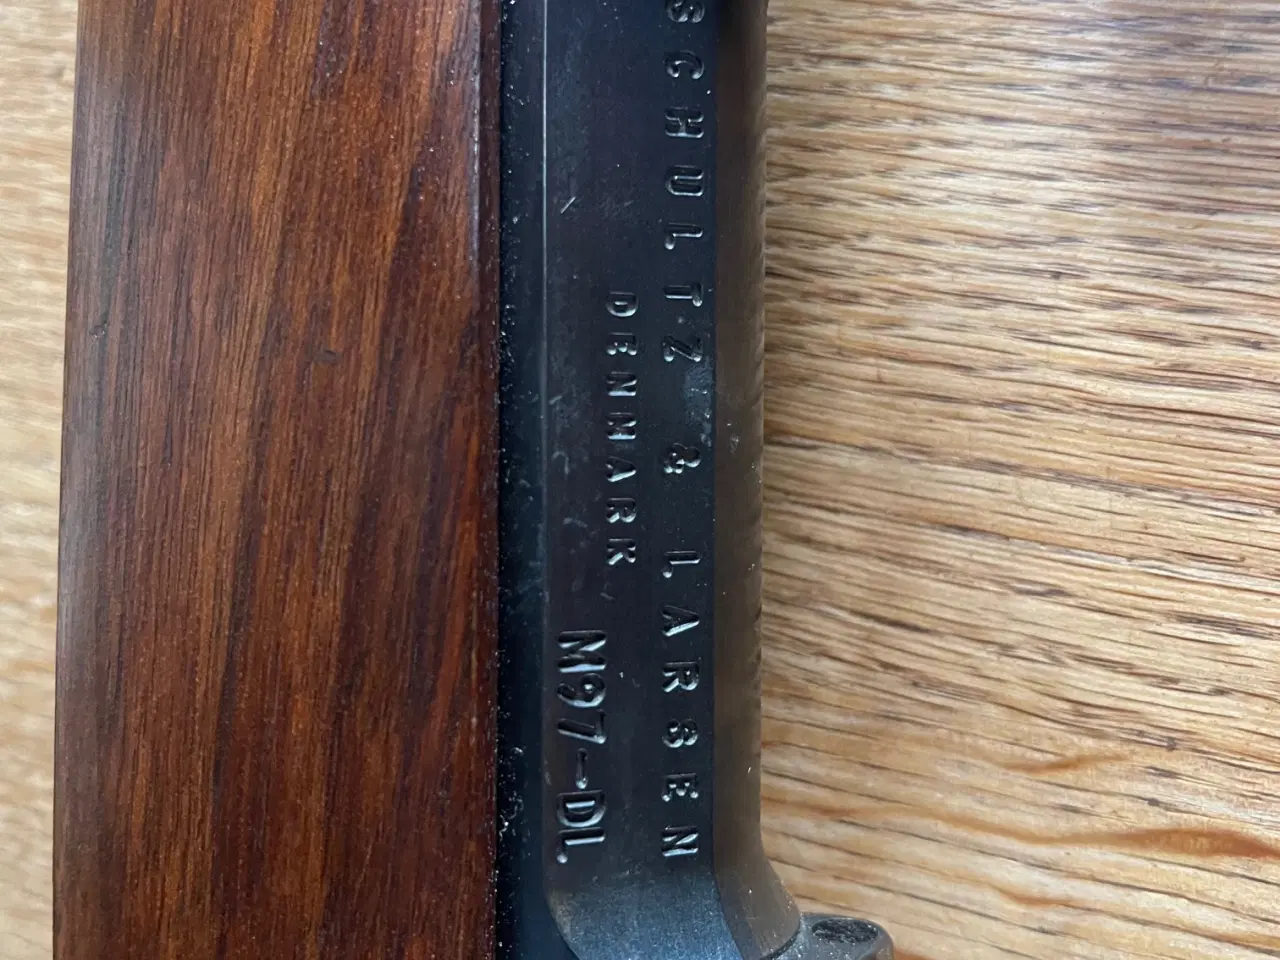 SCHULTZ & LARSEN
DENMARK
M97-DL